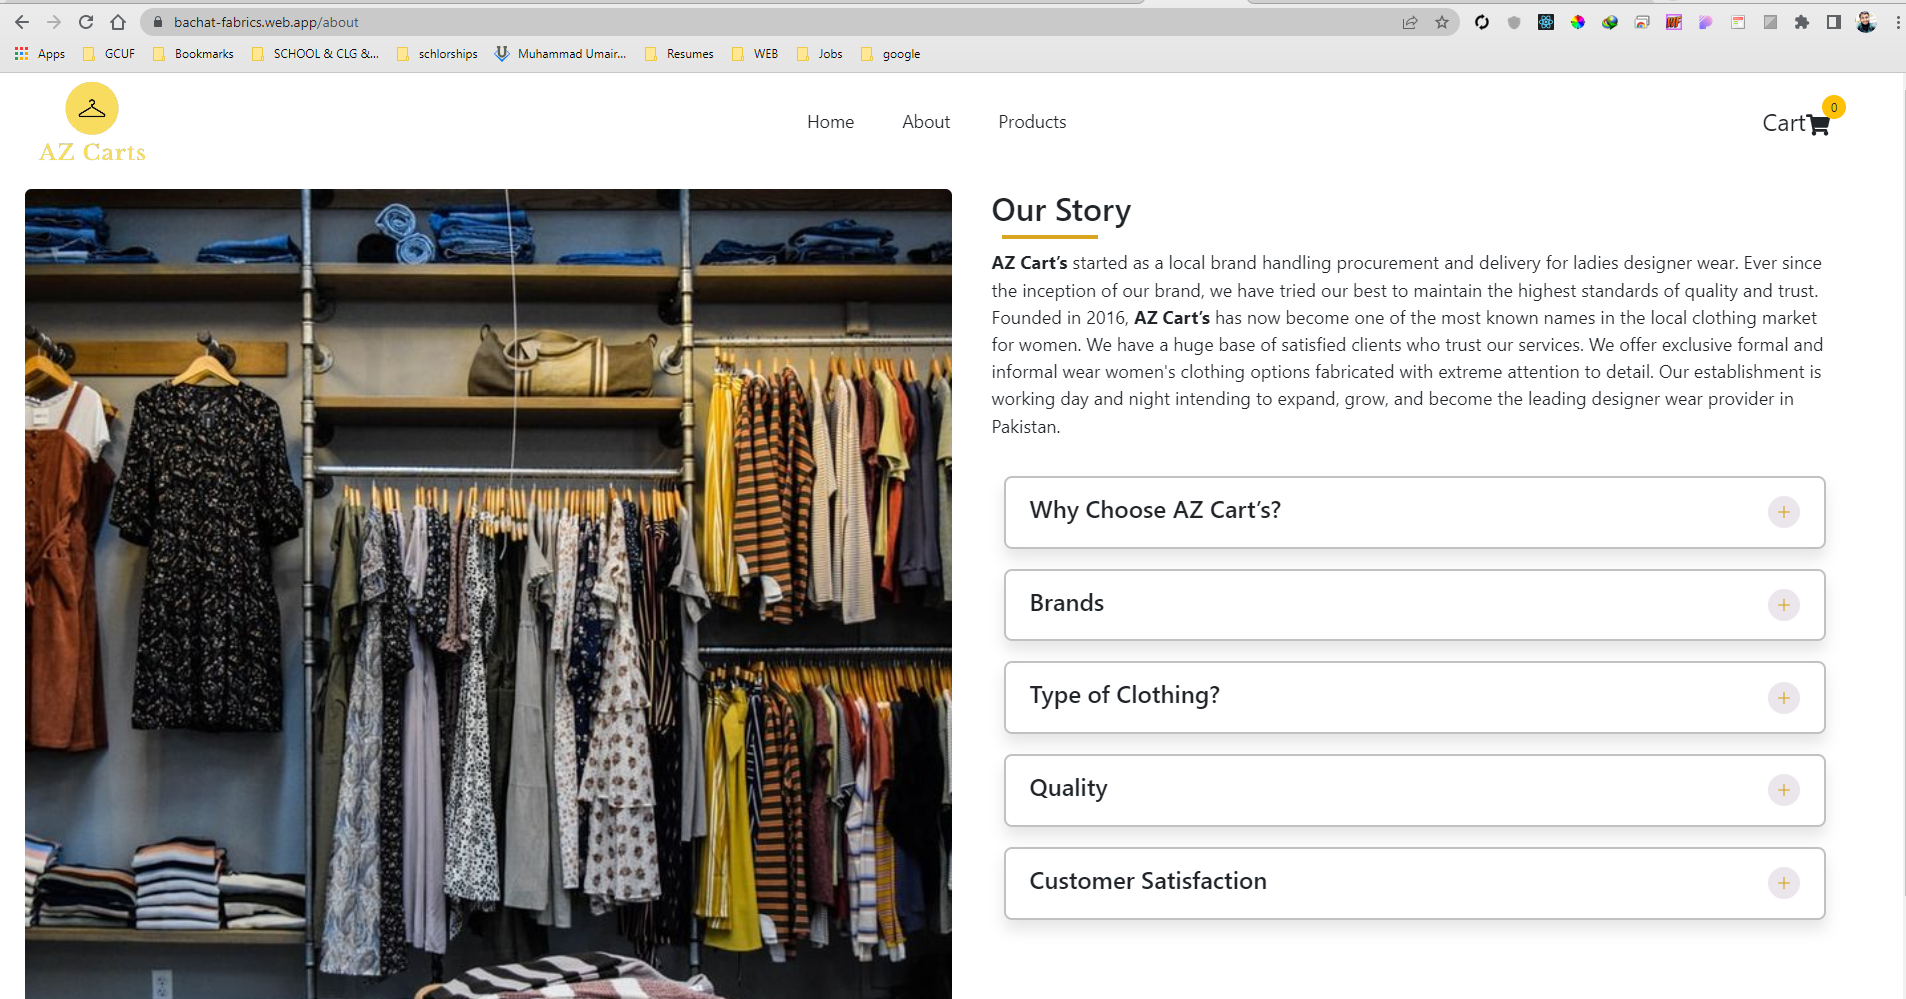 bachat-fabrics.web.app/about
Apps GCUF Bookmarks SCHOOL & CLG &... schlorships Muhammad Umair... Resumes WEB Jobs google
AZ Carts
Home About Products
Cart 0
Our Story
AZ Cart’s started as a local brand handling procurement and delivery for ladies designer wear. Ever since
the inception of our brand, we have tried our best to maintain the highest standards of quality and trust.
Founded in 2016, AZ Cart’s has now become one of the most known names in the local clothing market
for women. We have a huge base of satisfied clients who trust our services. We offer exclusive formal and
informal wear women's clothing options fabricated with extreme attention to detail. Our establishment is
working day and night intending to expand, grow, and become the leading designer wear provider in
Pakistan.
Why Choose AZ Cart’s? +
Brands +
Type of Clothing? +
Quality +
Customer Satisfaction +